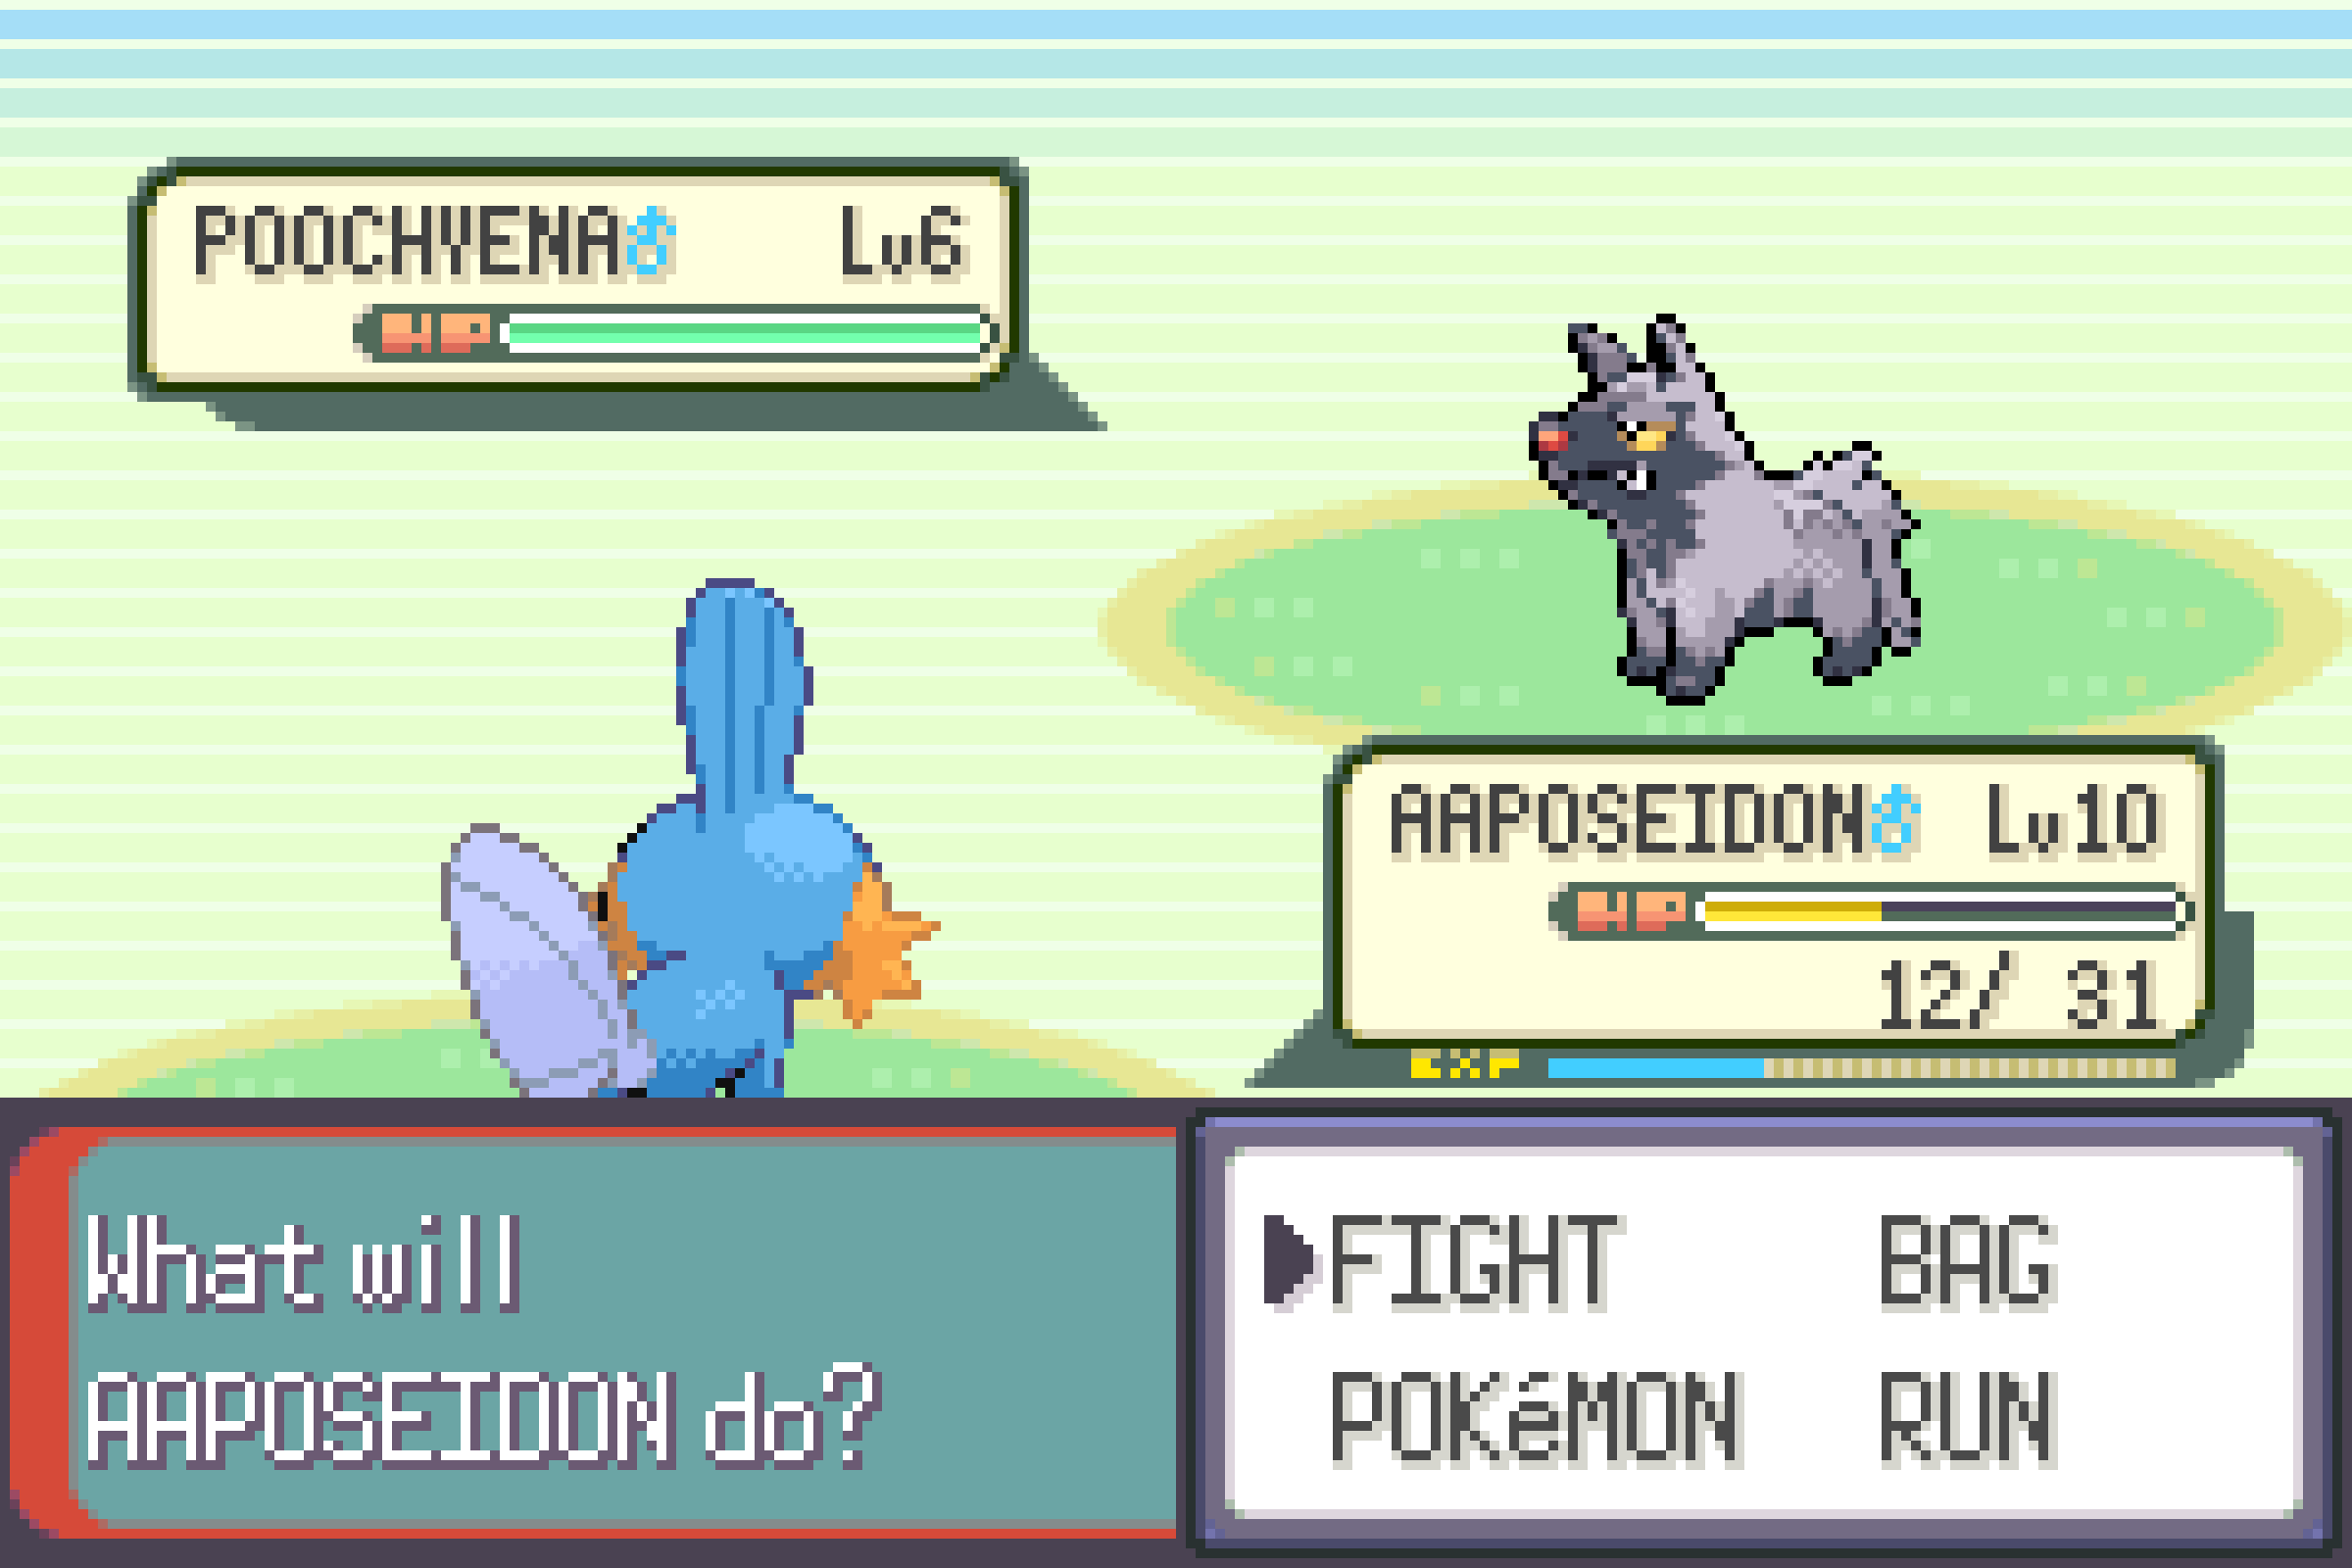 POOCHYENA♂ Lv6
HP
AAPOSEIDON♂ Lv10
HP
12/ 31
EXP
What will
AAPOSEIDON do?
FIGHT BAG
POKéMON RUN